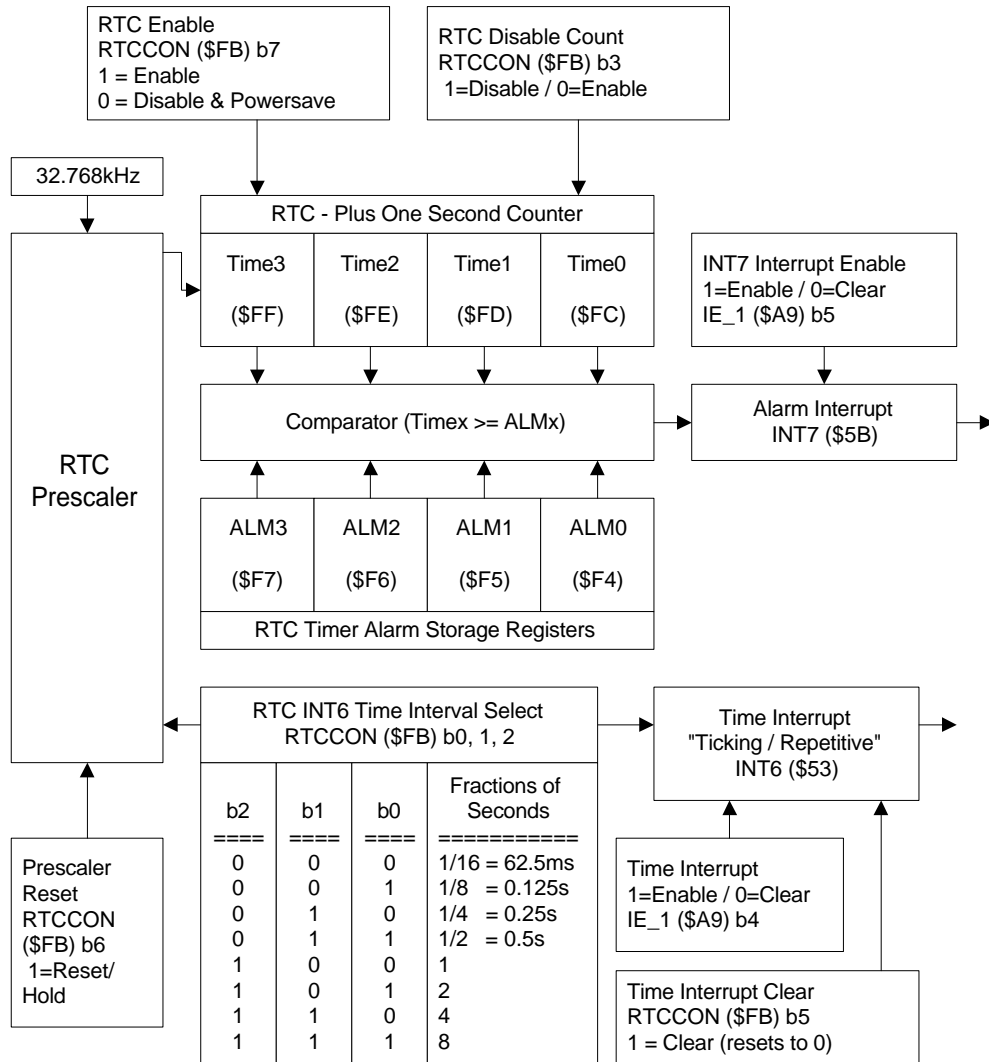 RTC Enable
RTCCON ($FB) b7
1 = Enable
0 = Disable & Powersave
RTC Disable Count
RTCCON ($FB) b3
1=Disable / 0=Enable
32.768kHz
RTC - Plus One Second Counter
Time3
($FF)
Time2
($FE)
Time1
($FD)
Time0
($FC)
INT7 Interrupt Enable
1=Enable / 0=Clear
IE_1 ($A9) b5
Comparator (Timex >= ALMx)
Alarm Interrupt
INT7 ($5B)
RTC
Prescaler
ALM3
($F7)
ALM2
($F6)
ALM1
($F5)
ALM0
($F4)
RTC Timer Alarm Storage Registers
RTC INT6 Time Interval Select
RTCCON ($FB) b0, 1, 2
Time Interrupt
"Ticking / Repetitive"
INT6 ($53)
b2 b1 b0 Fractions of
Seconds
==== ==== ==== ===========
0 0 0 1/16 = 62.5ms
0 0 1 1/8 = 0.125s
0 1 0 1/4 = 0.25s
0 1 1 1/2 = 0.5s
1 0 0 1
1 0 1 2
1 1 0 4
1 1 1 8
Prescaler
Reset
RTCCON
($FB) b6
1=Reset/
Hold
Time Interrupt
1=Enable / 0=Clear
IE_1 ($A9) b4
Time Interrupt Clear
RTCCON ($FB) b5
1 = Clear (resets to 0)